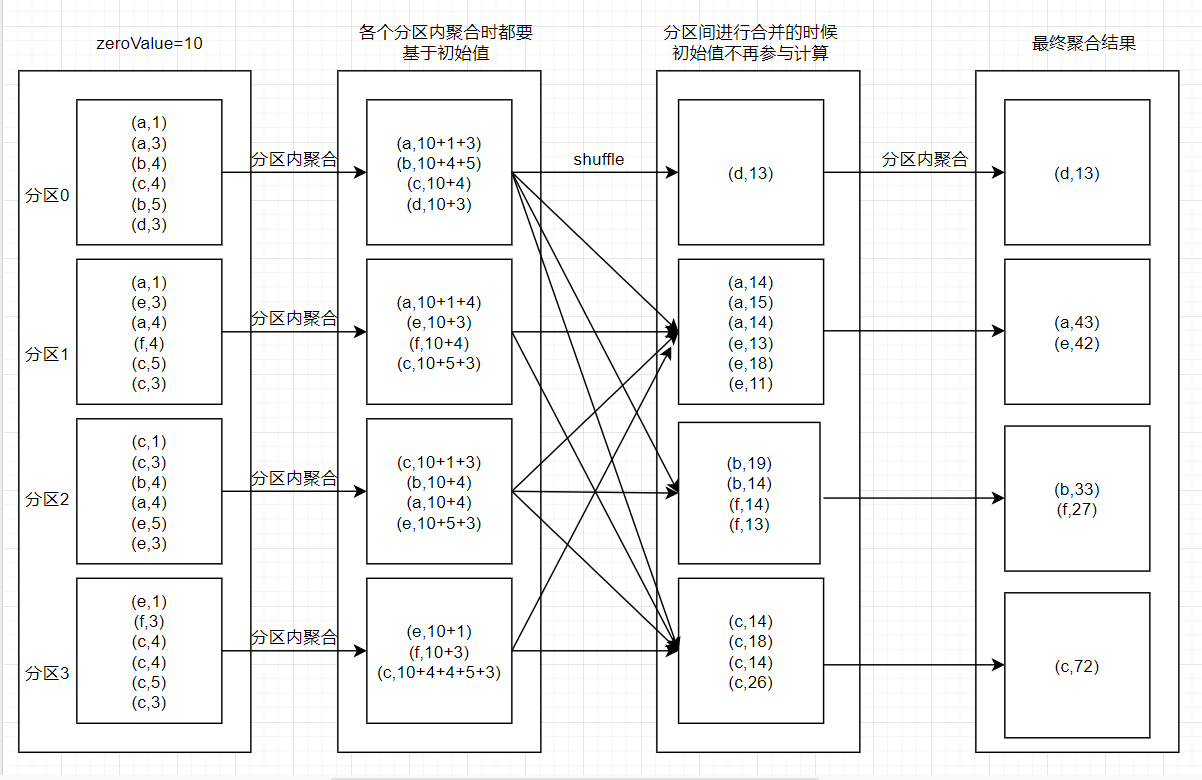 zeroValue=10
各个分区内聚合时都要
基于初始值
分区间进行合并的时候
初始值不再参与计算
最终聚合结果
分区0
(a,1)
(a,3)
(b,4)
(c,4)
(b,5)
(d,3)
分区内聚合
(a,10+1+3)
(b,10+4+5)
(c,10+4)
(d,10+3)
shuffle
(d,13)
分区内聚合
(d,13)
分区1
(a,1)
(e,3)
(a,4)
(f,4)
(c,5)
(c,3)
分区内聚合
(a,10+1+4)
(e,10+3)
(f,10+4)
(c,10+5+3)
(a,14)
(a,15)
(a,14)
(e,13)
(e,18)
(e,11)
(a,43)
(e,42)
分区2
(c,1)
(c,3)
(b,4)
(a,4)
(e,5)
(e,3)
分区内聚合
(c,10+1+3)
(b,10+4)
(a,10+4)
(e,10+5+3)
(b,19)
(b,14)
(f,14)
(f,13)
(b,33)
(f,27)
分区3
(e,1)
(f,3)
(c,4)
(c,4)
(c,5)
(c,3)
分区内聚合
(e,10+1)
(f,10+3)
(c,10+4+4+5+3)
(c,14)
(c,18)
(c,14)
(c,26)
(c,72)